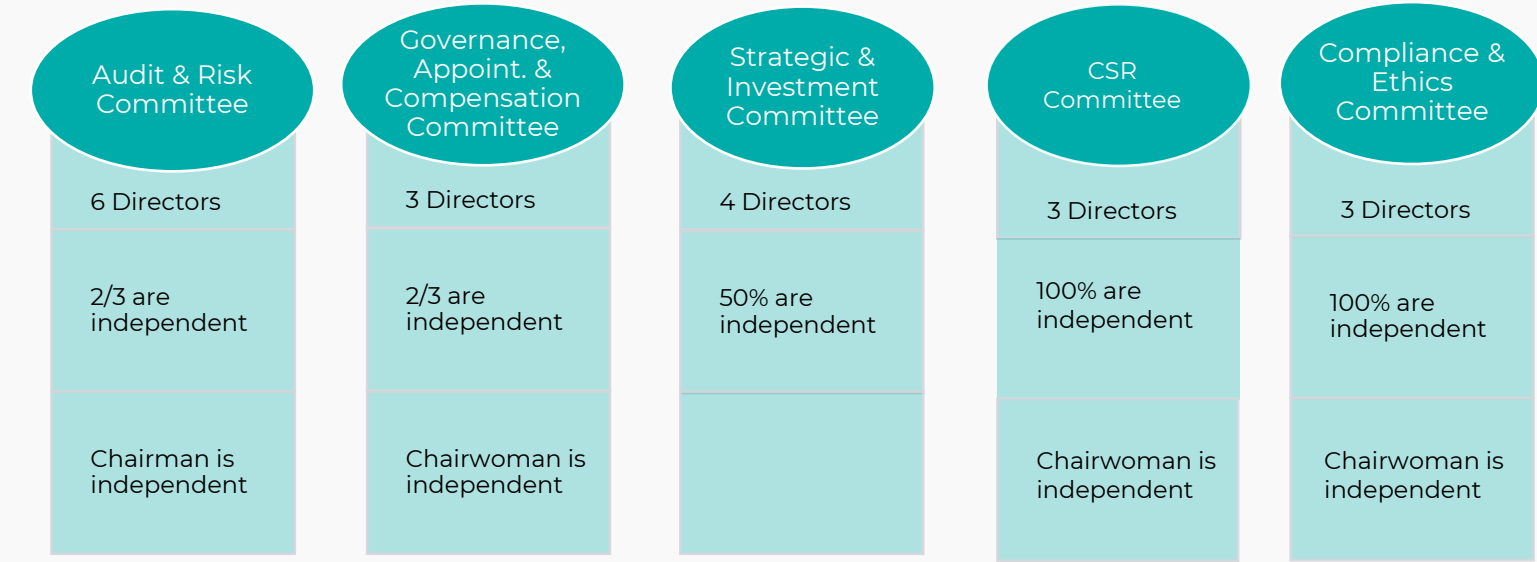 Audit & Risk
Committee
Governance,
Appoint. &
Compensation
Committee
Strategic &
Investment
Committee
CSR
Committee
Compliance &
Ethics
Committee
6 Directors
3 Directors
4 Directors
3 Directors
3 Directors
2/3 are
independent
2/3 are
independent
50% are
independent
100% are
independent
100% are
independent
Chairman is
independent
Chairwoman is
independent
Chairwoman is
independent
Chairwoman is
independent